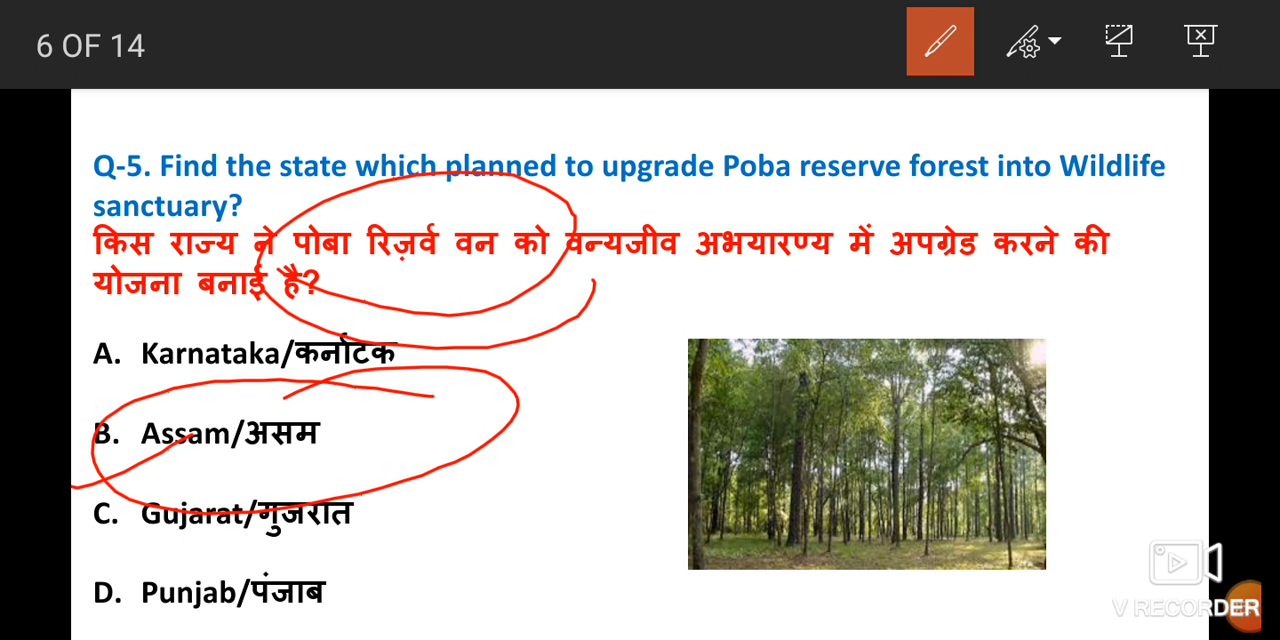 6 OF 14
Q-5. Find the state which planned to upgrade Poba reserve forest into Wildlife
sanctuary?
किस राज्य ने पोबा रिज़र्व वन को वन्यजीव अभयारण्य में अपग्रेड करने की
योजना बनाई है?
A. Karnataka/कर्नाटक
B. Assam/असम
C. Gujarat/गुजरात
D. Punjab/पंजाब
V RECORDER